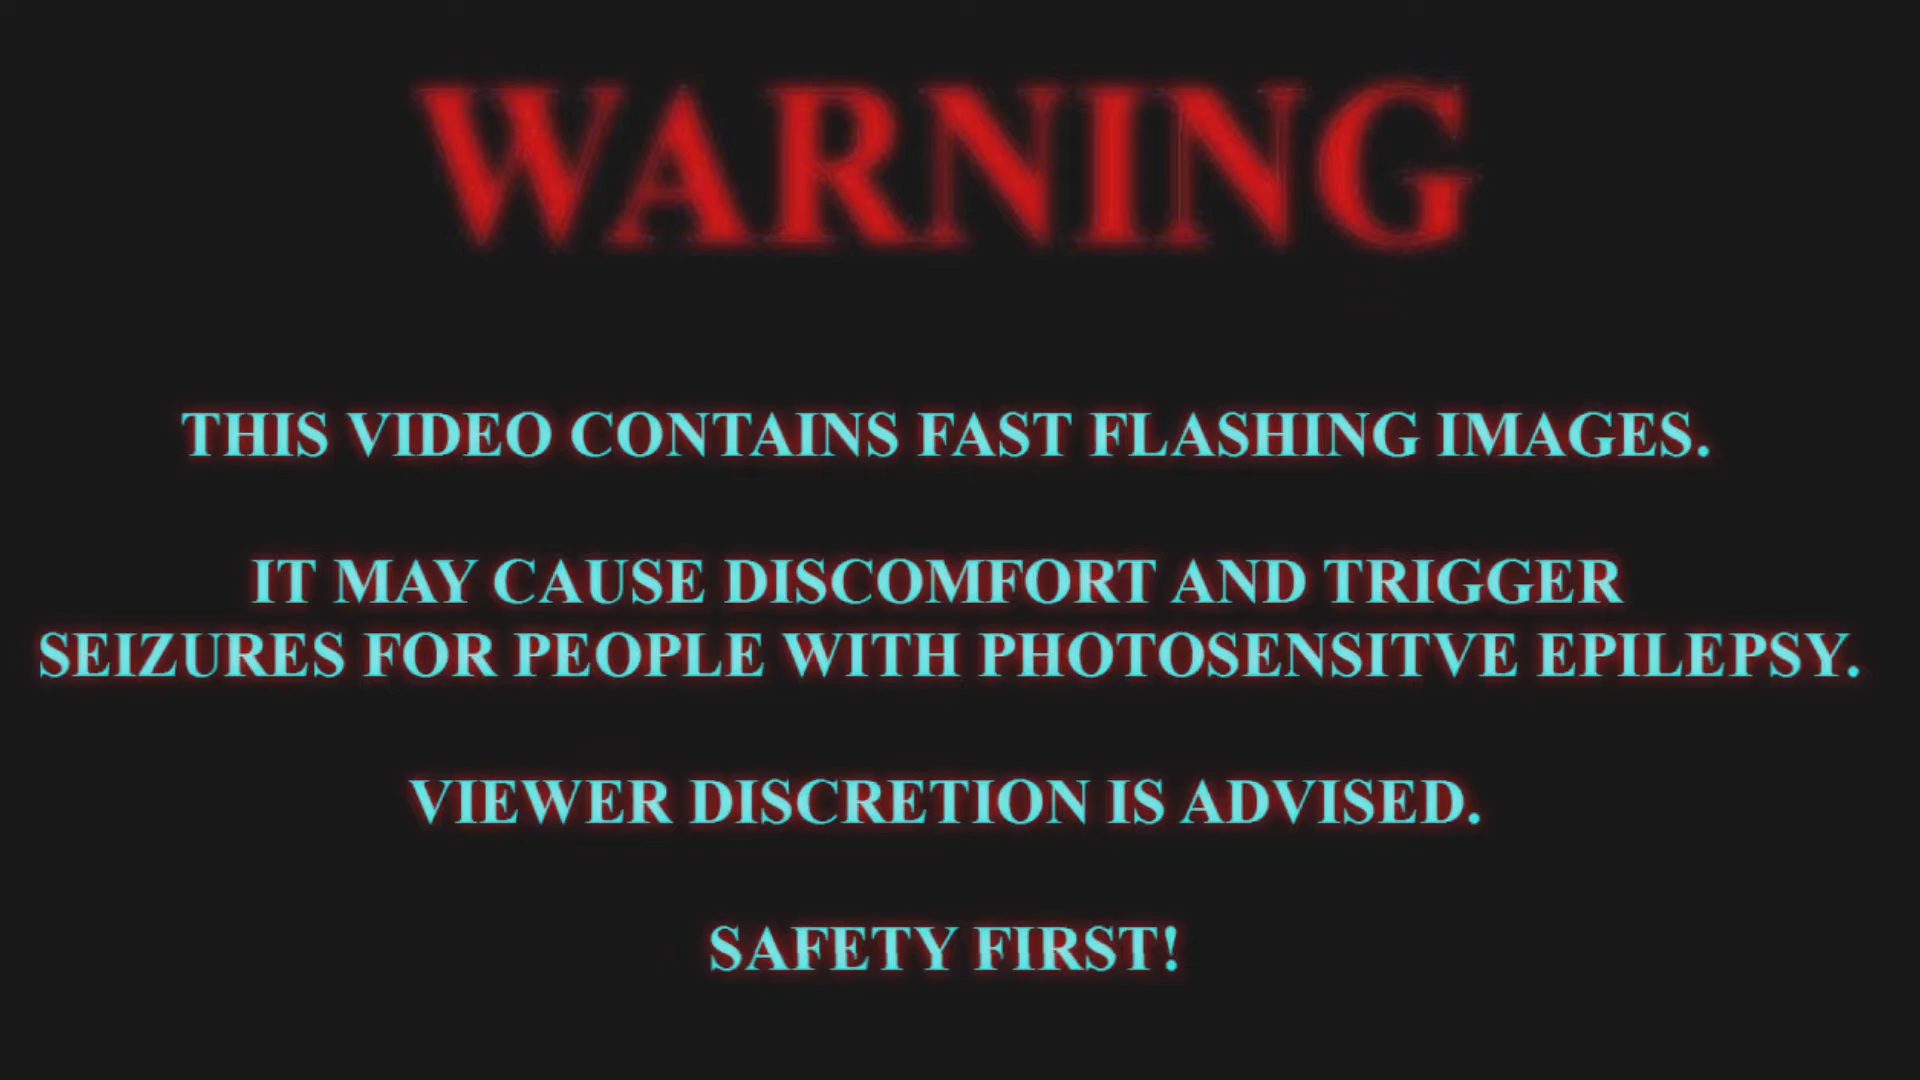 WARNING
THIS VIDEO CONTAINS FAST FLASHING IMAGES.
IT MAY CAUSE DISCOMFORT AND TRIGGER
SEIZURES FOR PEOPLE WITH PHOTOSENSITVE EPILEPSY.
VIEWER DISCRETION IS ADVISED.
SAFETY FIRST!